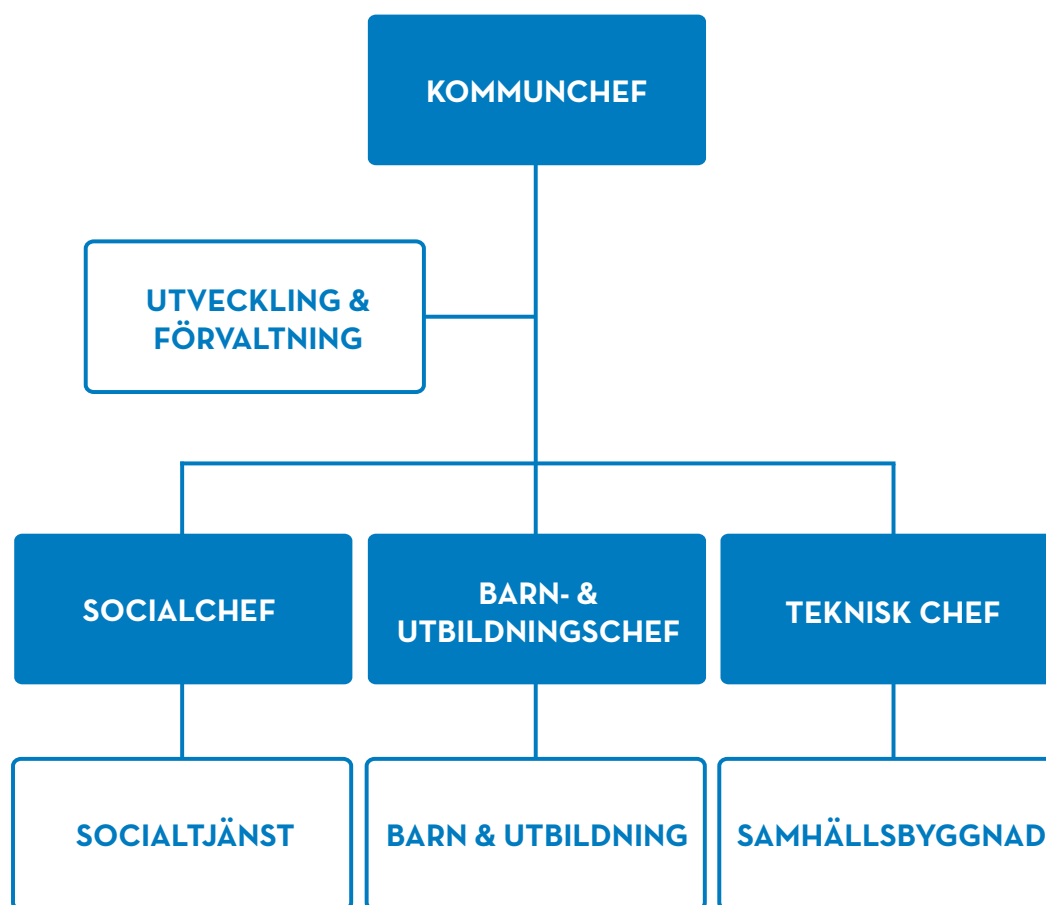 KOMMUNCHEF
UTVECKLING &
FÖRVALTNING
SOCIALCHEF
BARN- &
UTBILDNINGSCHEF
TEKNISK CHEF
SOCIALTJÄNST
BARN & UTBILDNING
SAMHÄLLSBYGGNAD